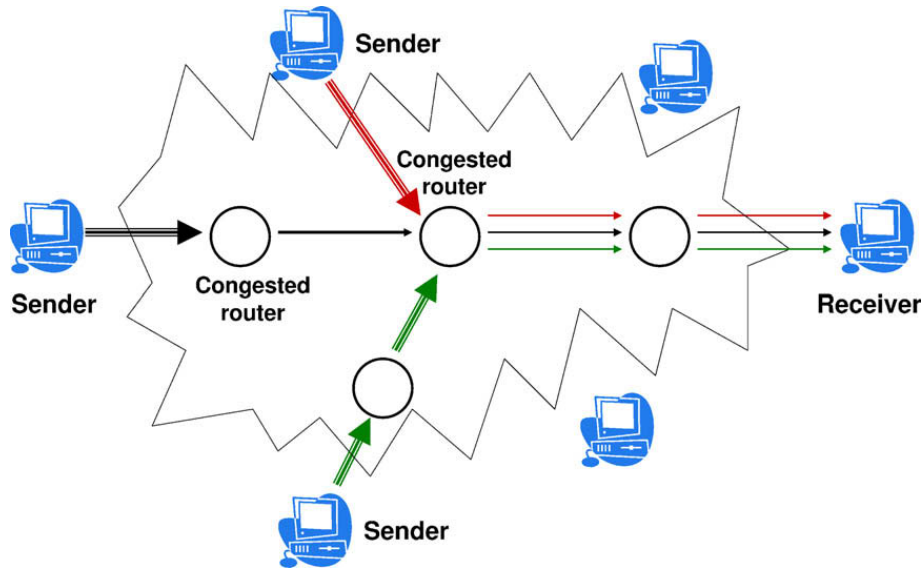 Sender
Congested
router
Sender
Congested
router
Receiver
Sender